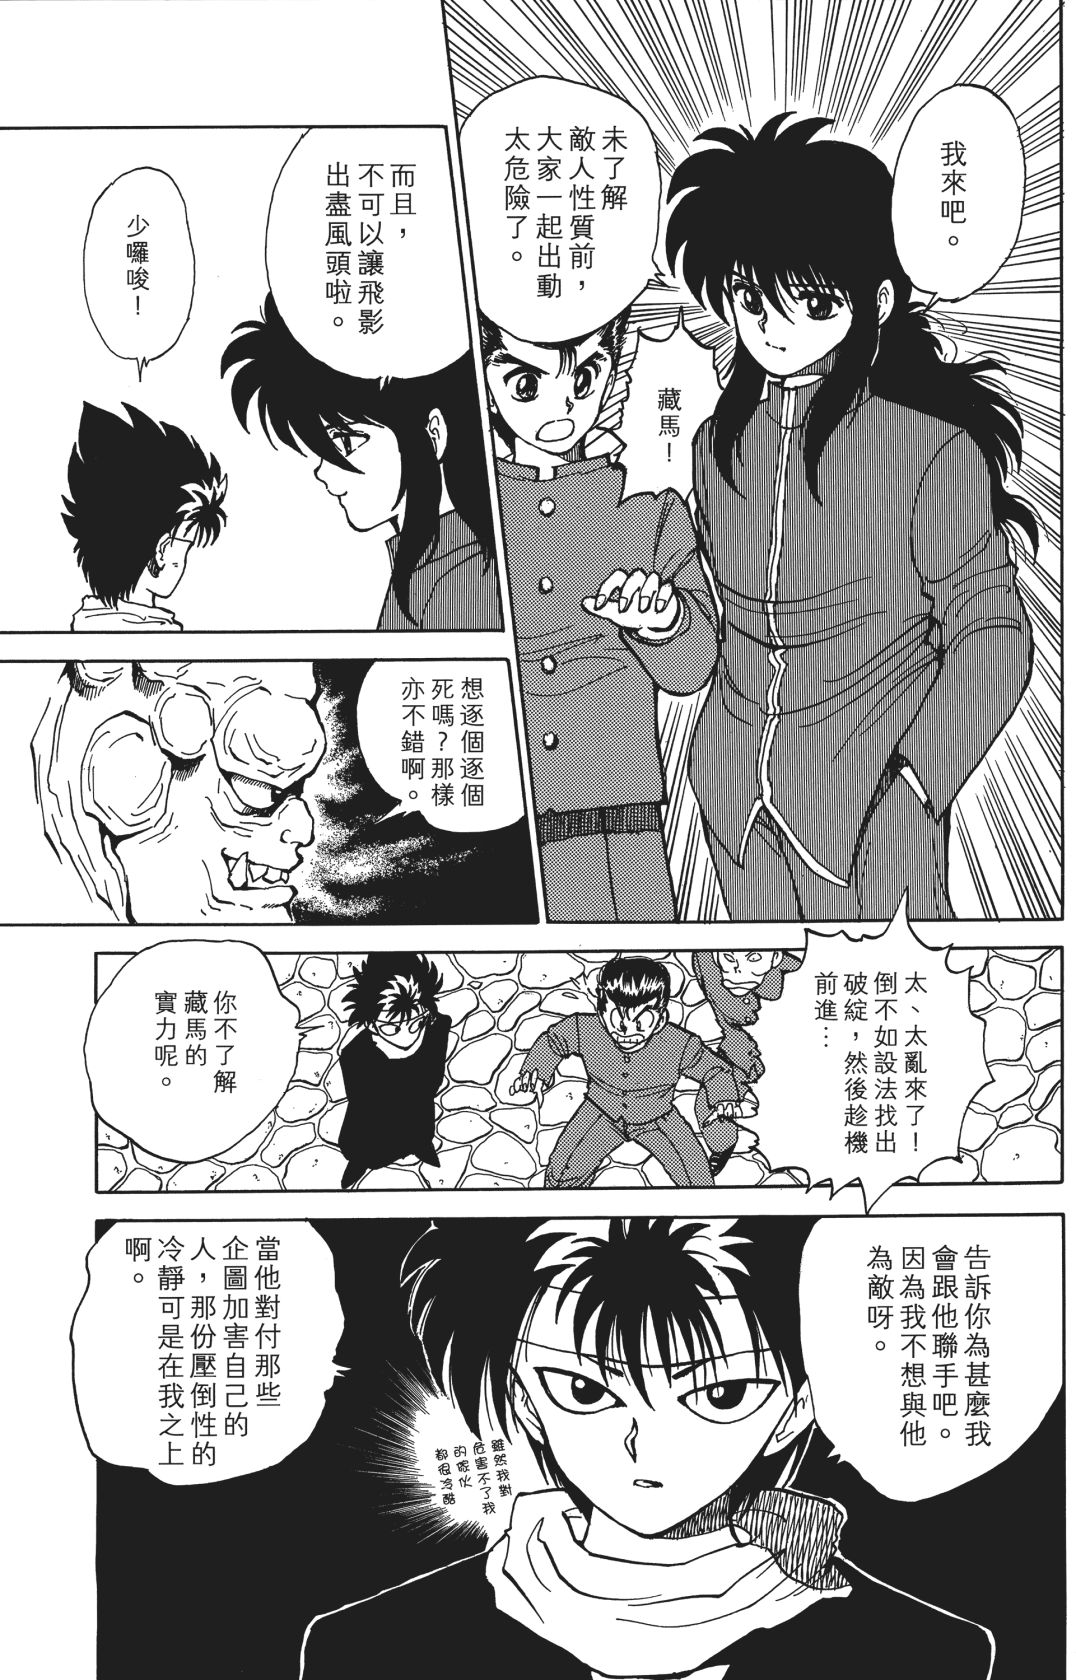 我來吧。
未了解
敵人性質前，
大家一起出動
太危險了。
藏馬！
而且，
不可以讓飛影
出盡風頭啦。
少囉唆！
想逐個逐個
死嗎？那樣
亦不錯啊。
太、太亂來了！
倒不如設法找出
破綻，然後趁機
前進…
你不了解
藏馬的
實力呢。
告訴你為甚麼我
會跟他聯手吧。
因為我不想與他
為敵呀。
當他對付那些
企圖加害自己的
人，那份壓倒性的
冷靜可是在我之上
啊。
雖然我對
危害不了我
的傢伙
都很冷酷